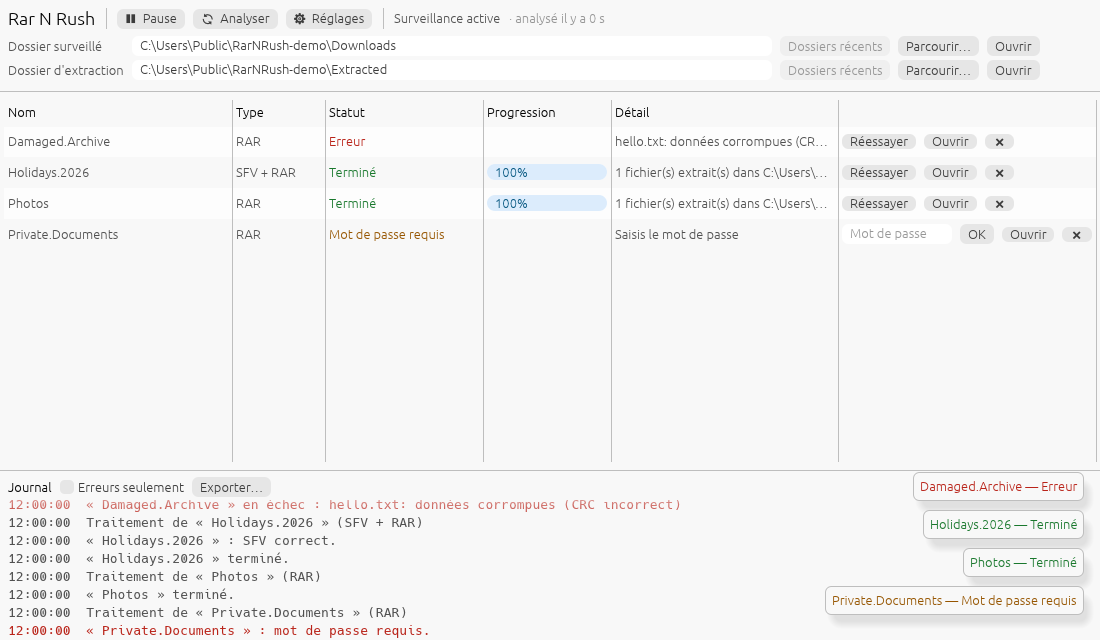 Rar N Rush Pause Analyser Réglages Surveillance active · analysé il y a 0 s
Dossier surveillé C:\Users\Public\RarNRush-demo\Downloads Dossiers récents Parcourir... Ouvrir
Dossier d'extraction C:\Users\Public\RarNRush-demo\Extracted Dossiers récents Parcourir... Ouvrir
Nom Type Statut Progression Détail
Damaged.Archive RAR Erreur hello.txt: données corrompues (CR... Réessayer Ouvrir ×
Holidays.2026 SFV + RAR Terminé 100% 1 fichier(s) extrait(s) dans C:\Users\... Réessayer Ouvrir ×
Photos RAR Terminé 100% 1 fichier(s) extrait(s) dans C:\Users\... Réessayer Ouvrir ×
Private.Documents RAR Mot de passe requis Saisis le mot de passe Mot de passe OK Ouvrir ×
Journal Erreurs seulement Exporter...
12:00:00 « Damaged.Archive » en échec : hello.txt: données corrompues (CRC incorrect)
12:00:00 Traitement de « Holidays.2026 » (SFV + RAR)
12:00:00 « Holidays.2026 » : SFV correct.
12:00:00 « Holidays.2026 » terminé.
12:00:00 Traitement de « Photos » (RAR)
12:00:00 « Photos » terminé.
12:00:00 Traitement de « Private.Documents » (RAR)
12:00:00 « Private.Documents » : mot de passe requis.
Damaged.Archive — Erreur
Holidays.2026 — Terminé
Photos — Terminé
Private.Documents — Mot de passe requis